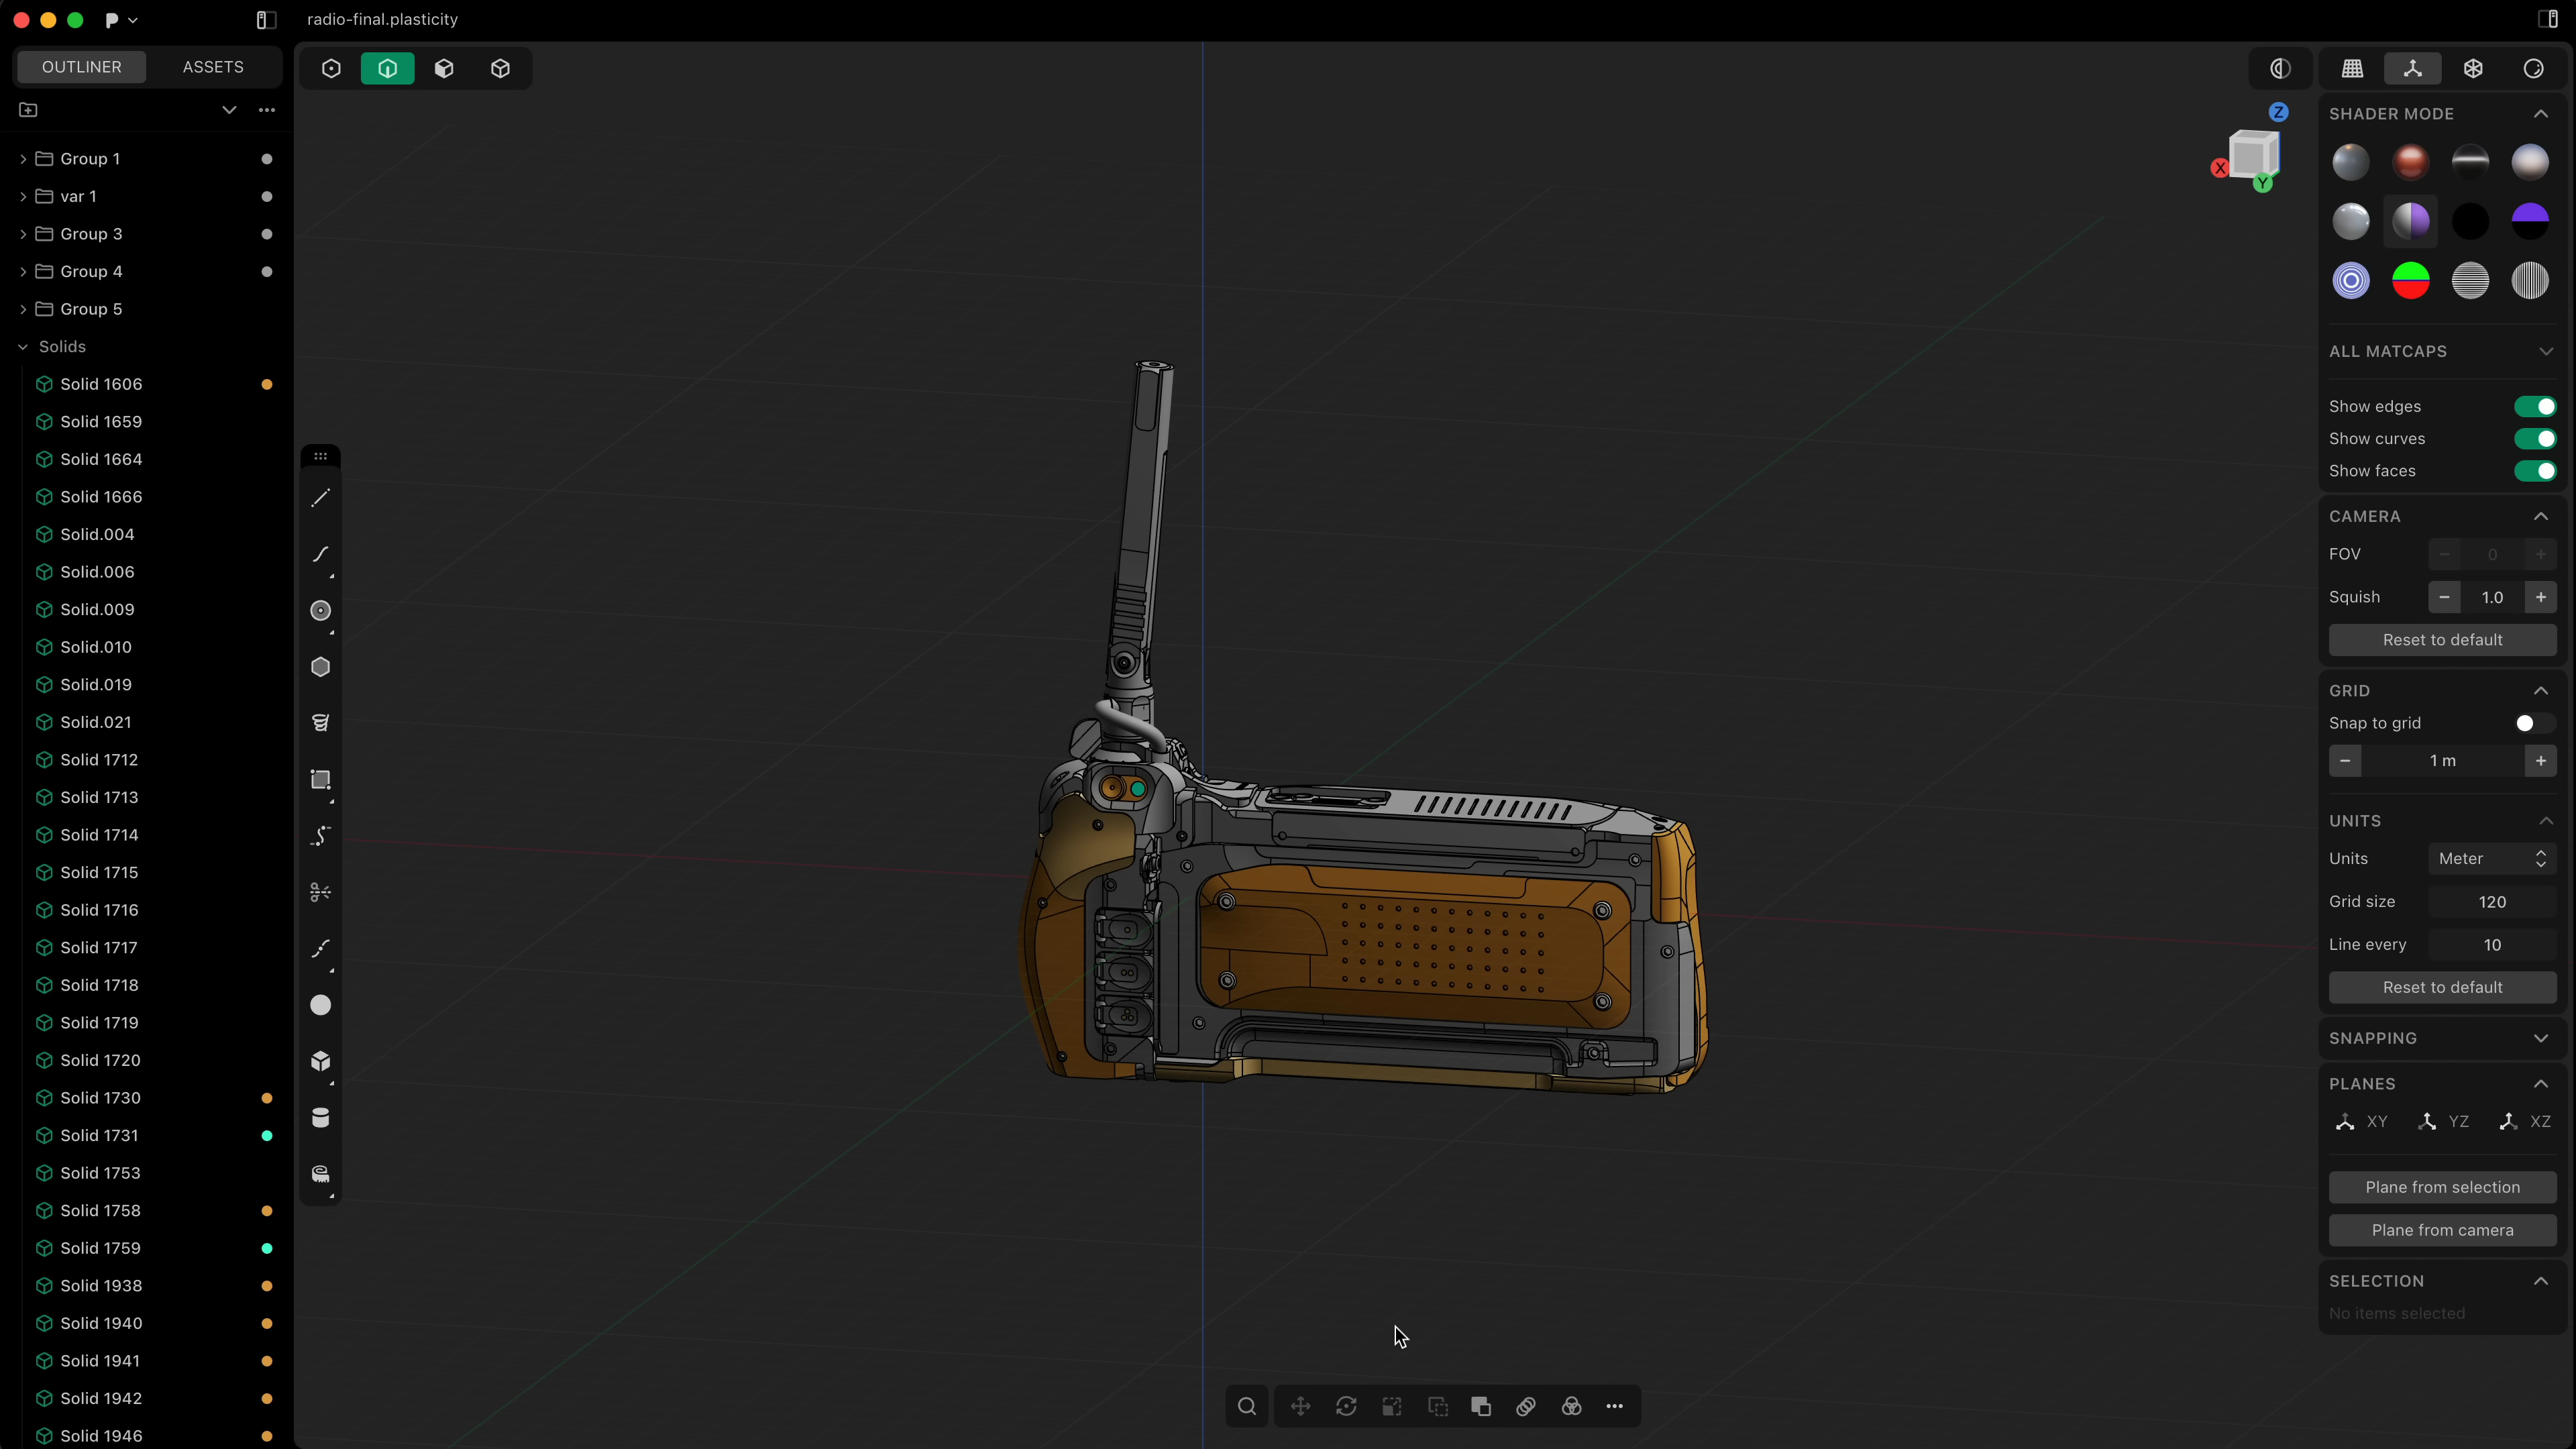 radio-final.plasticity
OUTLINER ASSETS
Group 1
var 1
Group 3
Group 4
Group 5
Solids
Solid 1606
Solid 1659
Solid 1664
Solid 1666
Solid.004
Solid.006
Solid.009
Solid.010
Solid.019
Solid.021
Solid 1712
Solid 1713
Solid 1714
Solid 1715
Solid 1716
Solid 1717
Solid 1718
Solid 1719
Solid 1720
Solid 1730
Solid 1731
Solid 1753
Solid 1758
Solid 1759
Solid 1938
Solid 1940
Solid 1941
Solid 1942
Solid 1946
Z
X
Y
SHADER MODE
ALL MATCAPS
Show edges
Show curves
Show faces
CAMERA
FOV − 0 +
Squish − 1.0 +
Reset to default
GRID
Snap to grid
− 1 m +
UNITS
Units Meter
Grid size 120
Line every 10
Reset to default
SNAPPING
PLANES
XY YZ XZ
Plane from selection
Plane from camera
SELECTION
No items selected